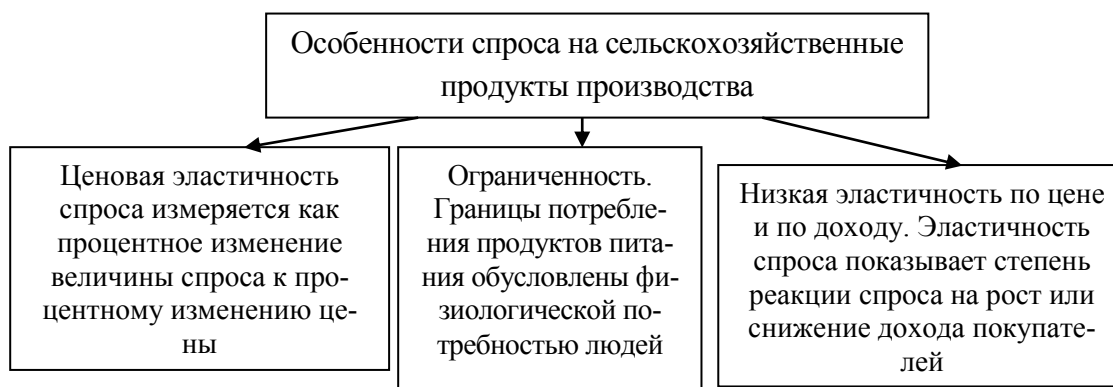 Особенности спроса на сельскохозяйственные
продукты производства
Ценовая эластичность
спроса измеряется как
процентное изменение
величины спроса к про-
центному изменению це-
ны
Ограниченность.
Границы потребле-
ния продуктов пита-
ния обусловлены фи-
зиологической по-
требностью людей
Низкая эластичность по цене
и по доходу. Эластичность
спроса показывает степень
реакции спроса на рост или
снижение дохода покупате-
лей